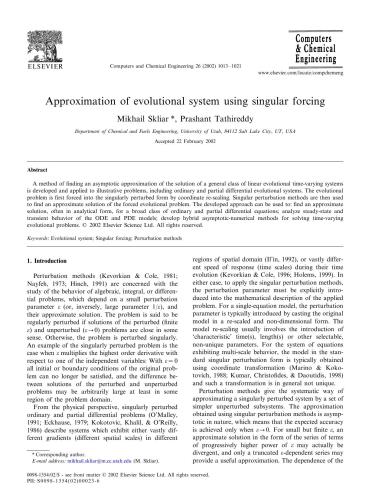 ELSEVIER
Computers and Chemical Engineering 26 (2002) 1013–1021
Computers
& Chemical
Engineering
www.elsevier.com/locate/compchemeng
Approximation of evolutional system using singular forcing
Mikhail Skliar *, Prashant Tathireddy
Department of Chemical and Fuels Engineering, University of Utah, 84112 Salt Lake City, UT, USA
Accepted 22 February 2002
Abstract
A method of finding an asymptotic approximation of the solution of a general class of linear evolutional time-varying systems
is developed and applied to illustrative problems, including ordinary and partial differential evolutional systems. The evolutional
problem is first forced into the singularly perturbed form by coordinate re-scaling. Singular perturbation methods are then used
to find an approximate solution of the forced evolutional problem. The developed approach can be used to: find an approximate
solution, often in analytical form, for a broad class of ordinary and partial differential equations; analyze steady-state and
transient behavior of the ODE and PDE models; develop hybrid asymptotic-numerical methods for solving time-varying
evolutional problems. © 2002 Elsevier Science Ltd. All rights reserved.
Keywords: Evolutional system; Singular forcing; Perturbation methods
1. Introduction
Perturbation methods (Kevorkian & Cole, 1981;
Nayfeh, 1973; Hinch, 1991) are concerned with the
study of the behavior of algebraic, integral, or differen-
tial problems, which depend on a small perturbation
parameter ε (or, inversely, large parameter 1/ε), and
their approximate solution. The problem is said to be
regularly perturbed if solutions of the perturbed (finite
ε) and unperturbed (ε → 0) problems are close in some
sense. Otherwise, the problem is perturbed singularly.
An example of the singularly perturbed problem is the
case when ε multiplies the highest order derivative with
respect to one of the independent variables: With ε = 0
all initial or boundary conditions of the original prob-
lem can no longer be satisfied, and the difference be-
tween solutions of the perturbed and unperturbed
problems may be arbitrarily large at least in some
region of the problem domain.
From the physical perspective, singularly perturbed
ordinary and partial differential problems (O'Malley,
1991; Eckhause, 1979; Kokotovic, Khalil, & O'Reilly,
1986) describe systems which exhibit either vastly dif-
ferent gradients (different spatial scales) in different
* Corresponding author.
E-mail address: mikhail.skliar@m.cc.utah.edu (M. Skliar).
regions of spatial domain (Il'in, 1992), or vastly differ-
ent speed of response (time scales) during their time
evolution (Kevorkian & Cole, 1996; Holems, 1999). In
either case, to apply the singular perturbation methods,
the perturbation parameter must be explicitly intro-
duced into the mathematical description of the applied
problem. For a single-equation model, the perturbation
parameter is typically introduced by casting the original
model in a re-scaled and non-dimensional form. The
model re-scaling usually involves the introduction of
'characteristic' time(s), length(s) or other selectable,
non-unique parameters. For the system of equations
exhibiting multi-scale behavior, the model in the stan-
dard singular perturbation form is typically obtained
using coordinate transformation (Marino & Koko-
tovich, 1988; Kumar, Christofides, & Daoutidis, 1998)
and such a transformation is in general not unique.
Perturbation methods give the systematic way of
approximating a singularly perturbed system by a set of
simpler unperturbed subsystems. The approximation
obtained using singular perturbation methods is asymp-
totic in nature, which means that the expected accuracy
is achieved only when ε → 0. For small but finite ε, an
approximate solution in the form of the series of terms
of progressively higher power of ε may actually be
divergent, and only a truncated ε-dependent series may
provide a useful approximation. The dependence of the
0098-1354/02/$ - see front matter © 2002 Elsevier Science Ltd. All rights reserved.
PII: S0098-1354(02)00023-6